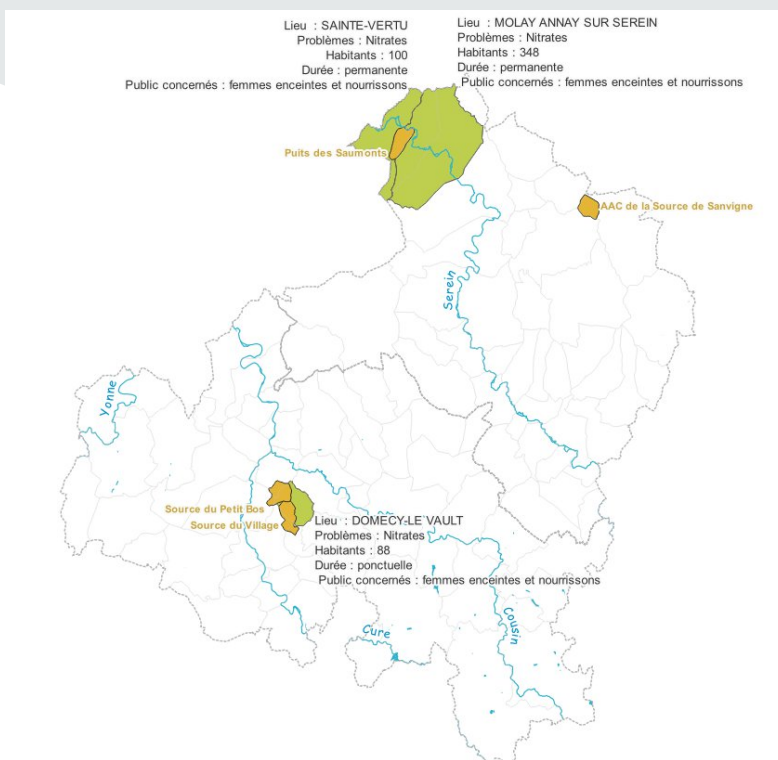 Lieu : SAINTE-VERTU
Problèmes : Nitrates
Habitants : 100
Durée : permanente
Public concernés : femmes enceintes et nourrissons
Lieu : MOLAY ANNAY SUR SEREIN
Problèmes : Nitrates
Habitants : 348
Durée : permanente
Public concernés : femmes enceintes et nourrissons
Puits des Saumonts
AAC de la Source de Sanvigne
Serein
Yonne
Source du Petit Bos
Source du Village
Lieu : DOMECY-LE VAULT
Problèmes : Nitrates
Habitants : 88
Durée : ponctuelle
Public concernés : femmes enceintes et nourrissons
Cure
Cousin